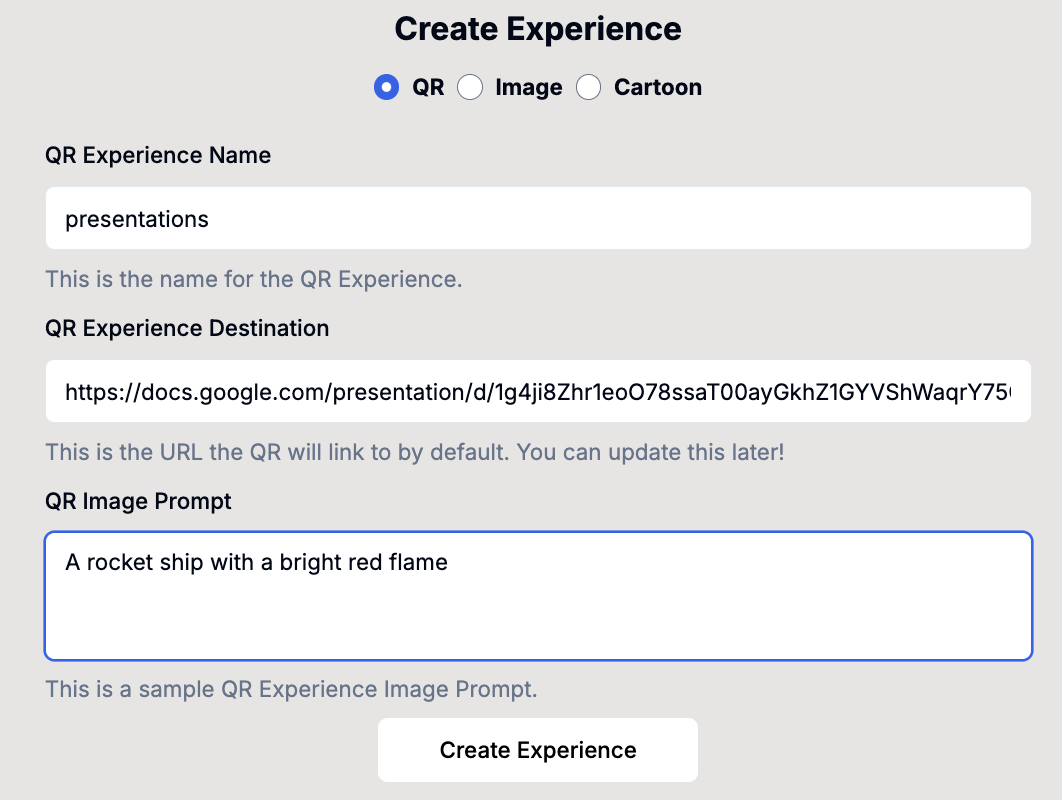 Create Experience
QR Image Cartoon
QR Experience Name
presentations
This is the name for the QR Experience.
QR Experience Destination
https://docs.google.com/presentation/d/1g4ji8Zhr1eoO78ssaT00ayGkhZ1GYVShWaqrY75
This is the URL the QR will link to by default. You can update this later!
QR Image Prompt
A rocket ship with a bright red flame
This is a sample QR Experience Image Prompt.
Create Experience